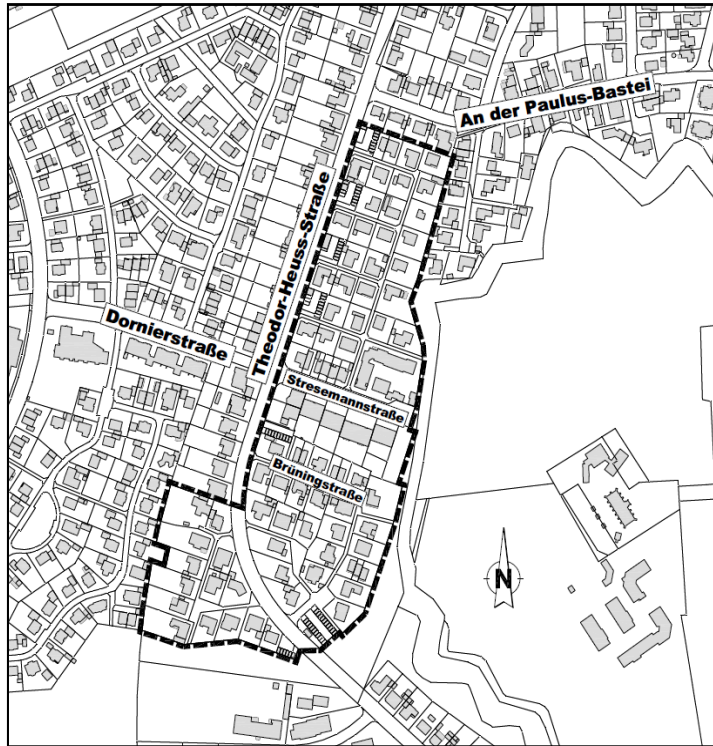 An der Paulus-Bastei
Theodor-Heuss-Straße
Dornierstraße
Stresemannstraße
Brüningstraße
N